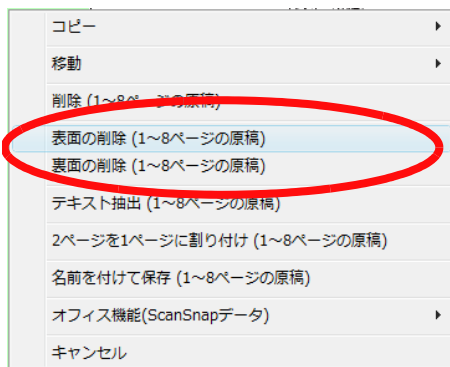 コピー
移動
削除 (1～8ページの原稿)
表面の削除 (1～8ページの原稿)
裏面の削除 (1～8ページの原稿)
テキスト抽出 (1～8ページの原稿)
2ページを1ページに割り付け (1～8ページの原稿)
名前を付けて保存 (1～8ページの原稿)
オフィス機能(ScanSnapデータ)
キャンセル